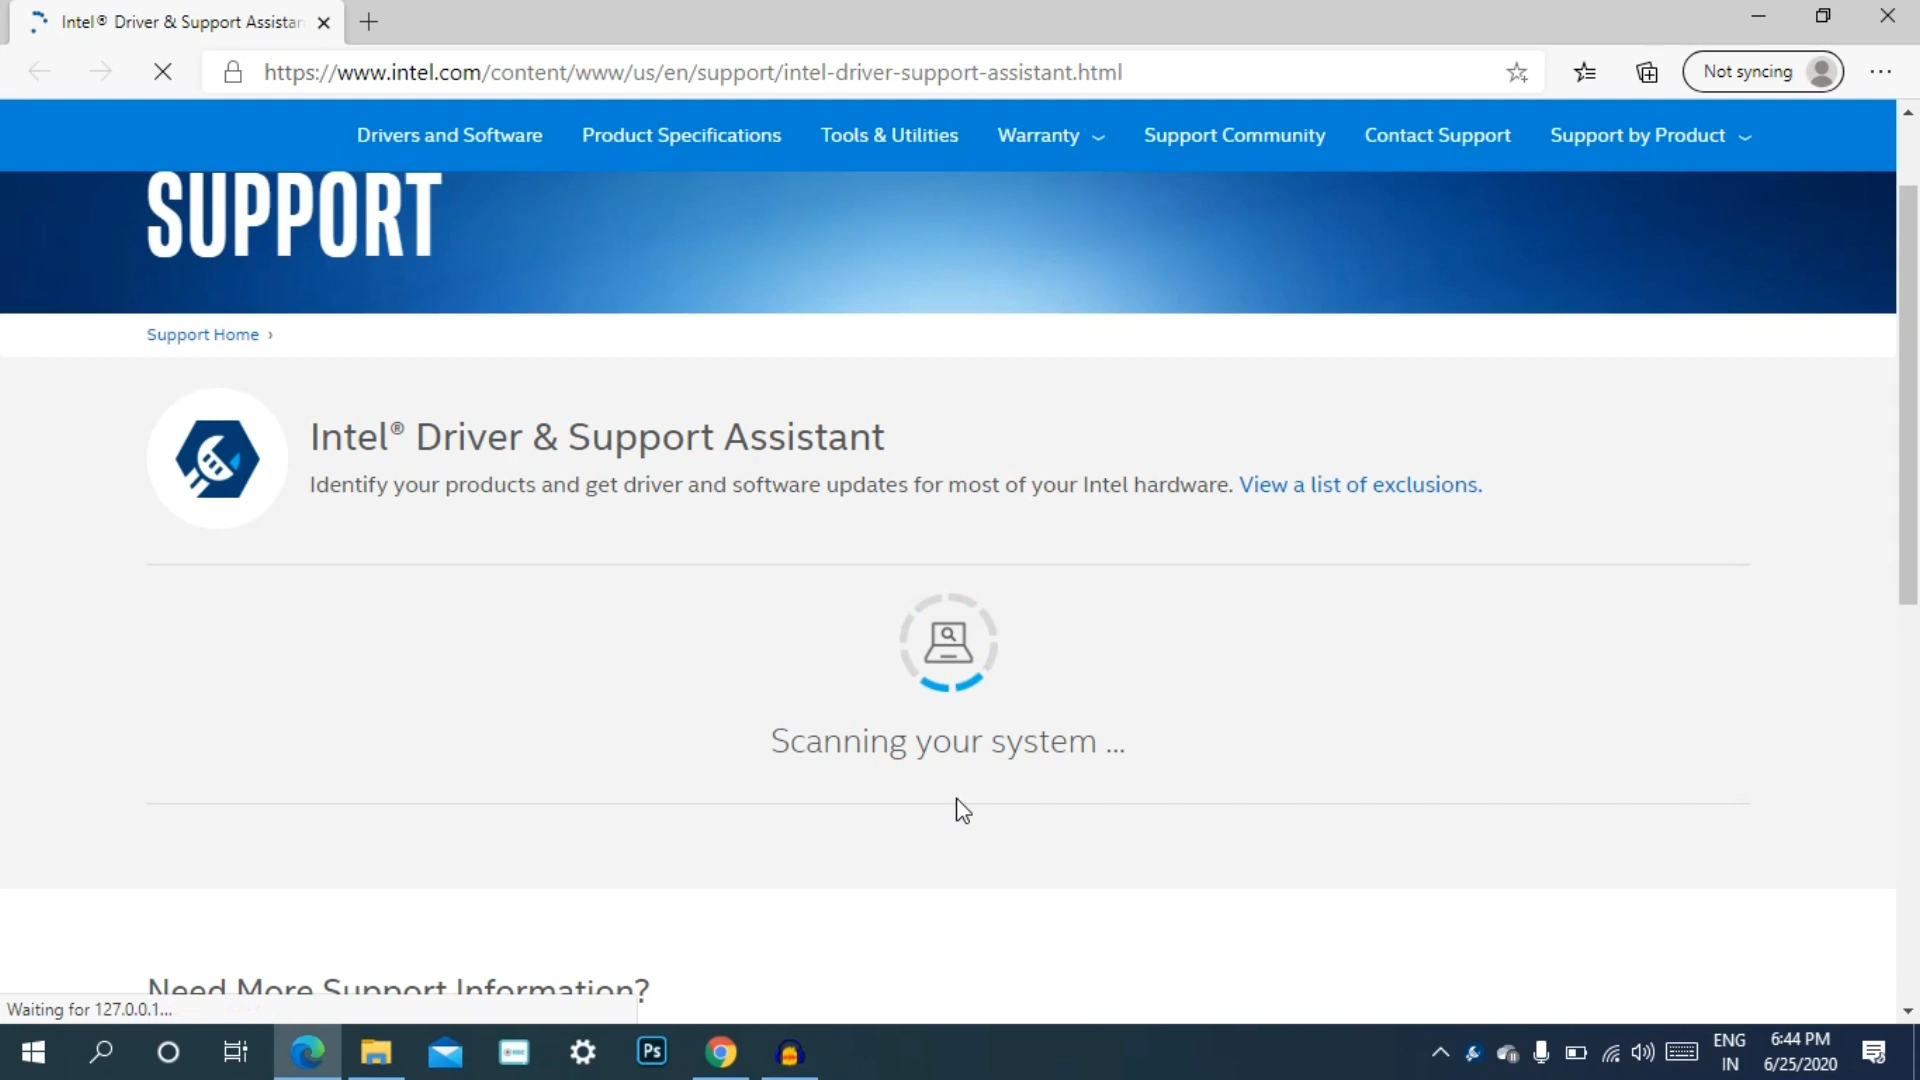 Intel® Driver & Support Assistan
https://www.intel.com/content/www/us/en/support/intel-driver-support-assistant.html
Not syncing
Drivers and Software
Product Specifications
Tools & Utilities
Warranty
Support Community
Contact Support
Support by Product
SUPPORT
Support Home ›
Intel® Driver & Support Assistant
Identify your products and get driver and software updates for most of your Intel hardware. View a list of exclusions.
Scanning your system ...
Need More Support Information?
Waiting for 127.0.0.1...
Ps
ENG
IN
6:44 PM
6/25/2020